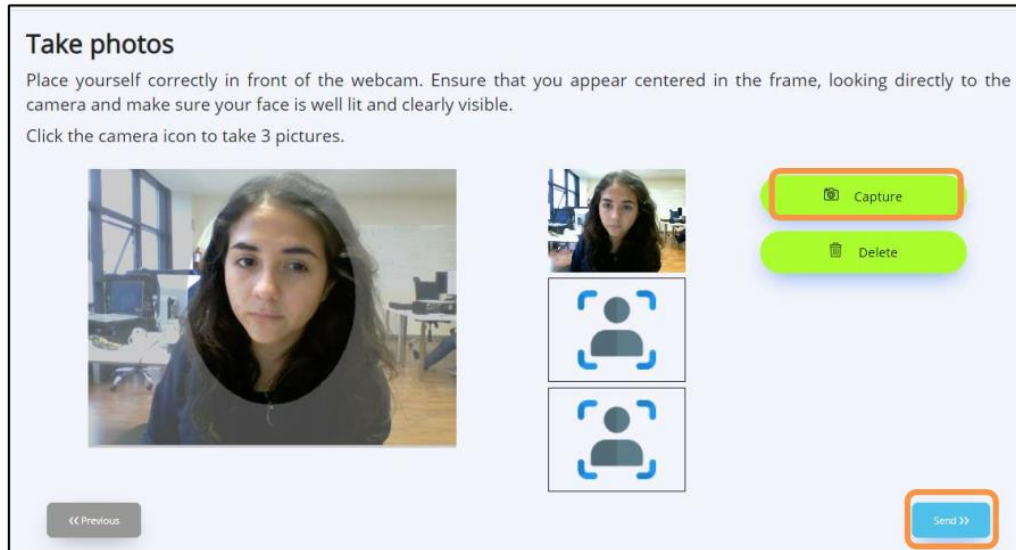 Take photos
Place yourself correctly in front of the webcam. Ensure that you appear centered in the frame, looking directly to the
camera and make sure your face is well lit and clearly visible.
Click the camera icon to take 3 pictures.
Capture
Delete
<< Previous
Send >>